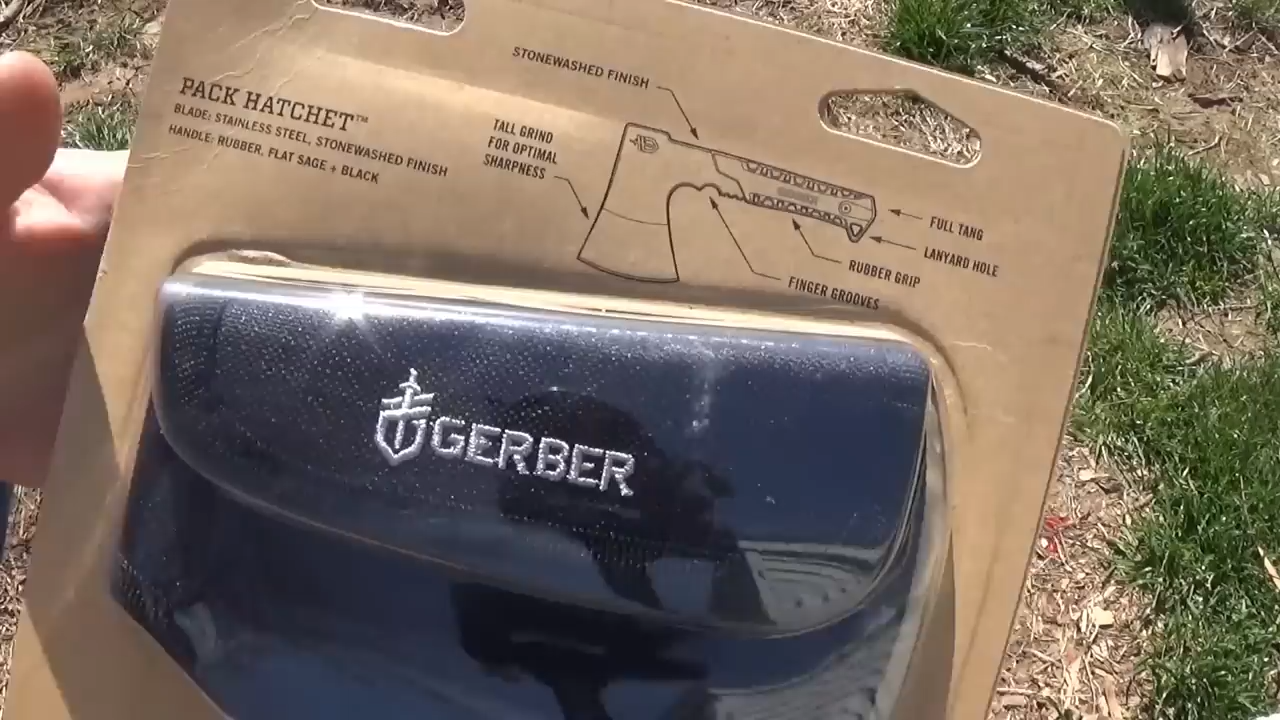 PACK HATCHET™
BLADE: STAINLESS STEEL, STONEWASHED FINISH
HANDLE: RUBBER, FLAT SAGE + BLACK
STONEWASHED FINISH
TALL GRIND
FOR OPTIMAL
SHARPNESS
FULL TANG
LANYARD HOLE
RUBBER GRIP
FINGER GROOVES
GERBER